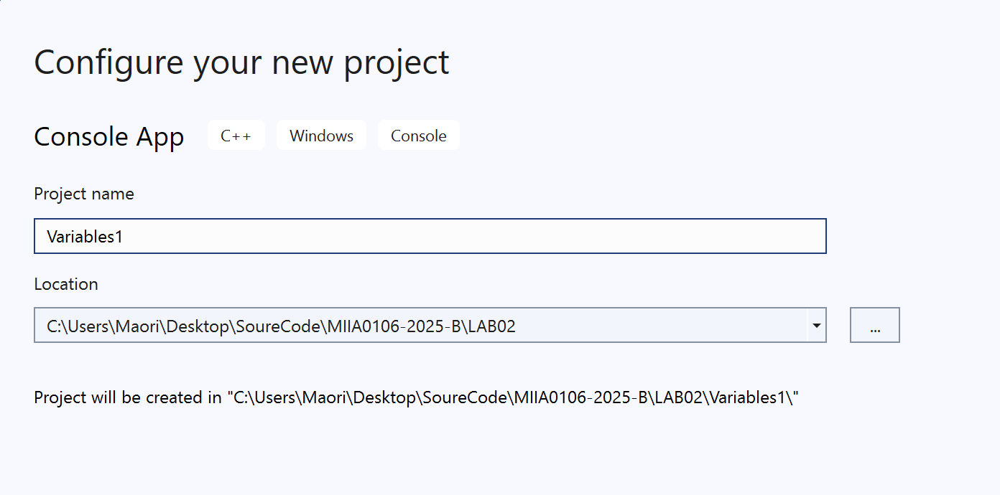 Configure your new project
Console App C++ Windows Console
Project name
Variables1
Location
C:\Users\Maori\Desktop\SoureCode\MIIA0106-2025-B\LAB02
...
Project will be created in "C:\Users\Maori\Desktop\SoureCode\MIIA0106-2025-B\LAB02\Variables1\"